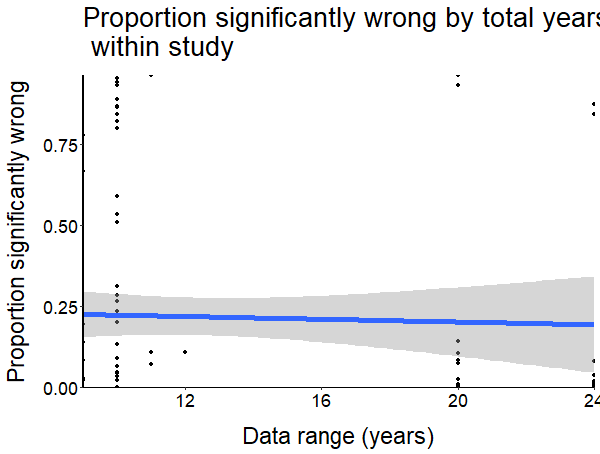 Proportion significantly wrong by total years
within study
Proportion significantly wrong
0.75
0.50
0.25
0.00
12 16 20 24
Data range (years)